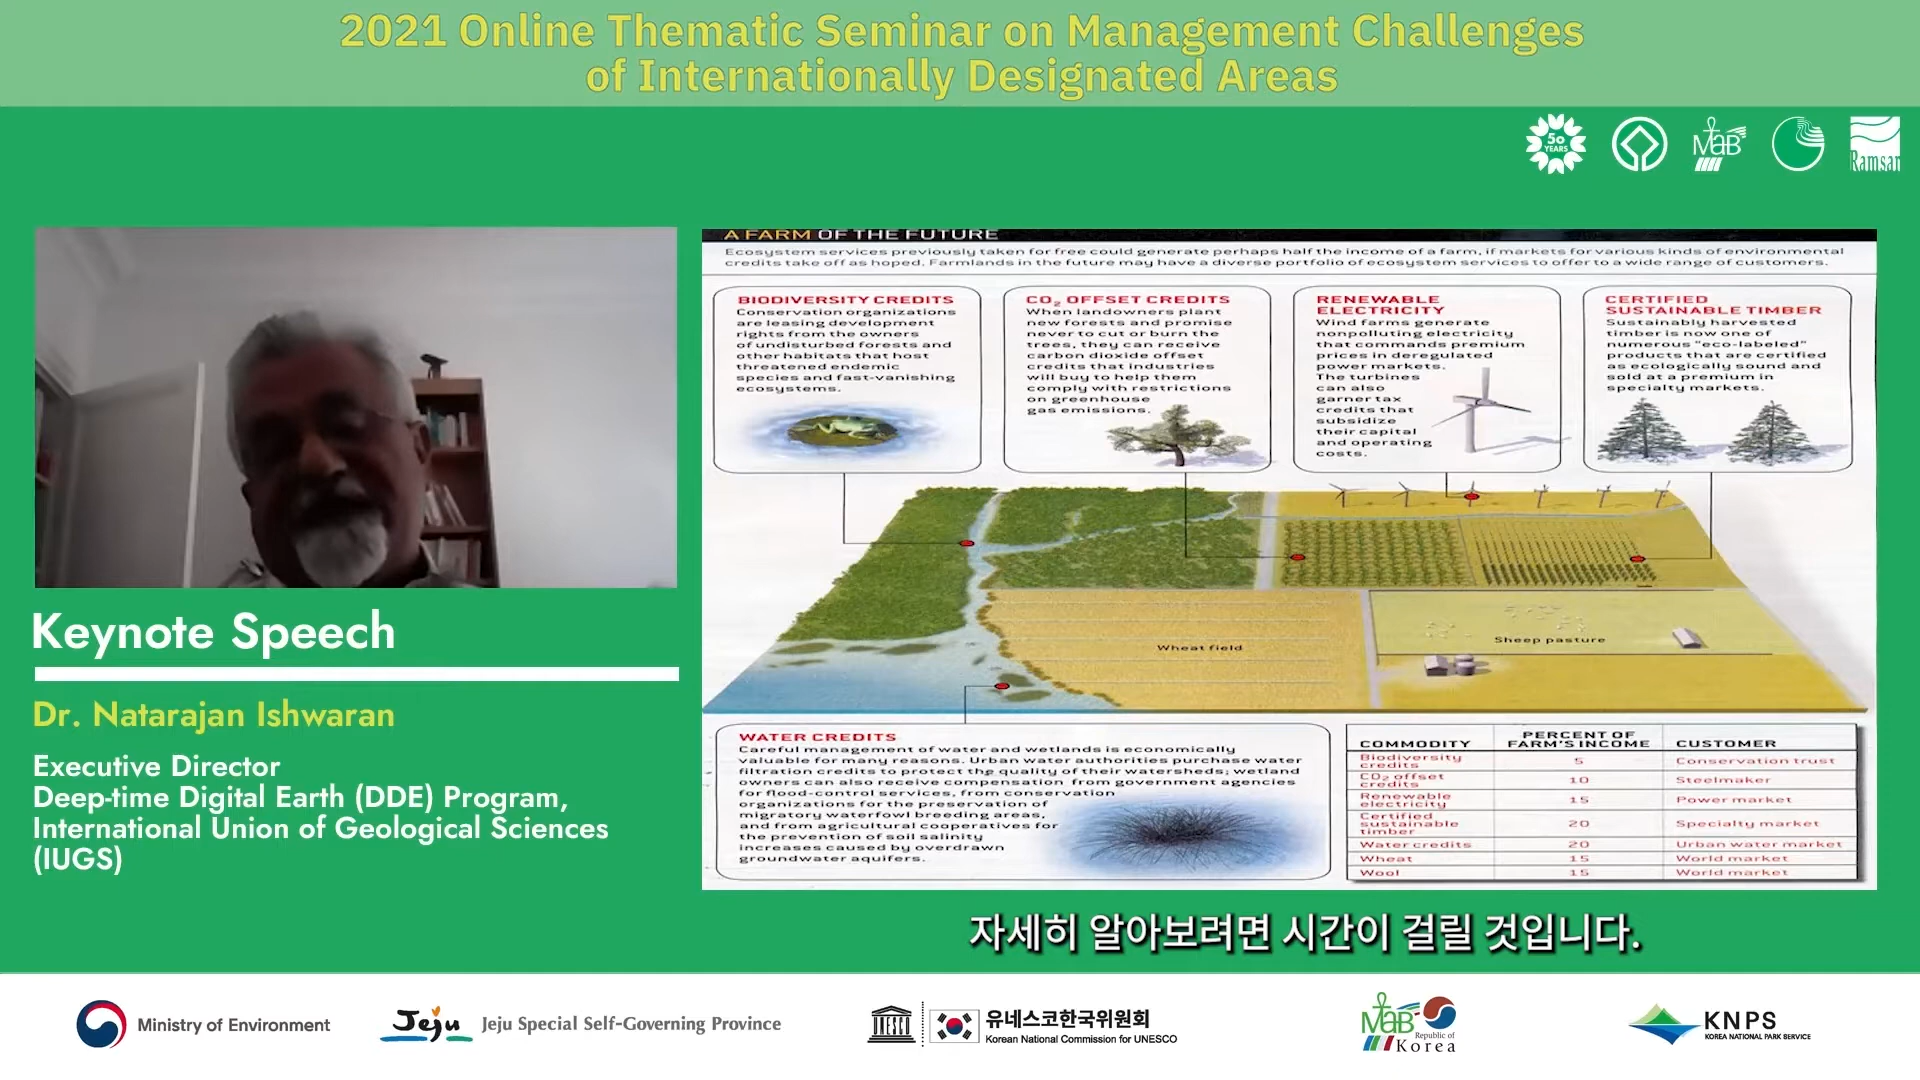 2021 Online Thematic Seminar on Management Challenges
of Internationally Designated Areas
50
YEARS
MaB
Ramsar
A FARM OF THE FUTURE
Ecosystem services previously taken for free could generate perhaps half the income of a farm, if markets for various kinds of environmental
credits take off as hoped. Farmlands in the future may have a diverse portfolio of ecosystem services to offer to a wide range of customers.
BIODIVERSITY CREDITS
Conservation organizations
are leasing development
rights from the owners
of undisturbed forests and
other habitats that host
threatened endemic
species and fast-vanishing
ecosystems.
CO2 OFFSET CREDITS
When landowners plant
new forests and promise
never to cut or burn the
trees, they can receive
carbon dioxide offset
credits that industries
will buy to help them
comply with restrictions
on greenhouse
gas emissions.
RENEWABLE
ELECTRICITY
Wind farms generate
nonpolluting electricity
that commands premium
prices in deregulated
power markets.
The turbines
can also
garner tax
credits that
subsidize
their capital
and operating
costs.
CERTIFIED
SUSTAINABLE TIMBER
Sustainably harvested
timber is now one of
numerous "eco-labeled"
products that are certified
as ecologically sound and
sold at a premium in
specialty markets.
Wheat field
Sheep pasture
WATER CREDITS
Careful management of water and wetlands is economically
valuable for many reasons. Urban water authorities purchase water
filtration credits to protect the quality of their watersheds; wetland
owners can also receive compensation from government agencies
for flood-control services, from conservation
organizations for the preservation of
migratory waterfowl breeding areas,
and from agricultural cooperatives for
the prevention of soil salinity
increases caused by overdrawn
groundwater aquifers.
COMMODITY PERCENT OF FARM'S INCOME CUSTOMER
Biodiversity credits 5 Conservation trust
CO2 offset credits 10 Steelmaker
Renewable electricity 15 Power market
Certified sustainable timber 20 Specialty market
Water credits 20 Urban water market
Wheat 15 World market
Wool 15 World market
Keynote Speech
Dr. Natarajan Ishwaran
Executive Director
Deep-time Digital Earth (DDE) Program,
International Union of Geological Sciences
(IUGS)
자세히 알아보려면 시간이 걸릴 것입니다.
Ministry of Environment
Jeju
Jeju Special Self-Governing Province
UNESCO
유네스코한국위원회
Korean National Commission for UNESCO
MaB
Republic of
Korea
KNPS
KOREA NATIONAL PARK SERVICE